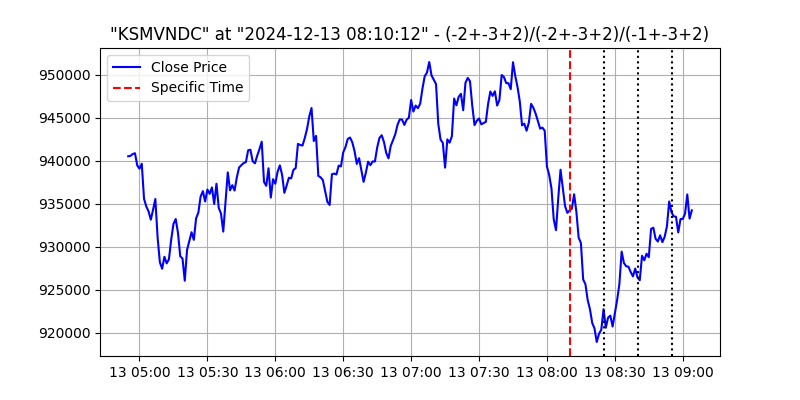 "KSMVNDC" at "2024-12-13 08:10:12" - (-2+-3+2)/(-2+-3+2)/(-1+-3+2)
Close Price
Specific Time
950000
945000
940000
935000
930000
925000
920000
13 05:00 13 05:30 13 06:00 13 06:30 13 07:00 13 07:30 13 08:00 13 08:30 13 09:00